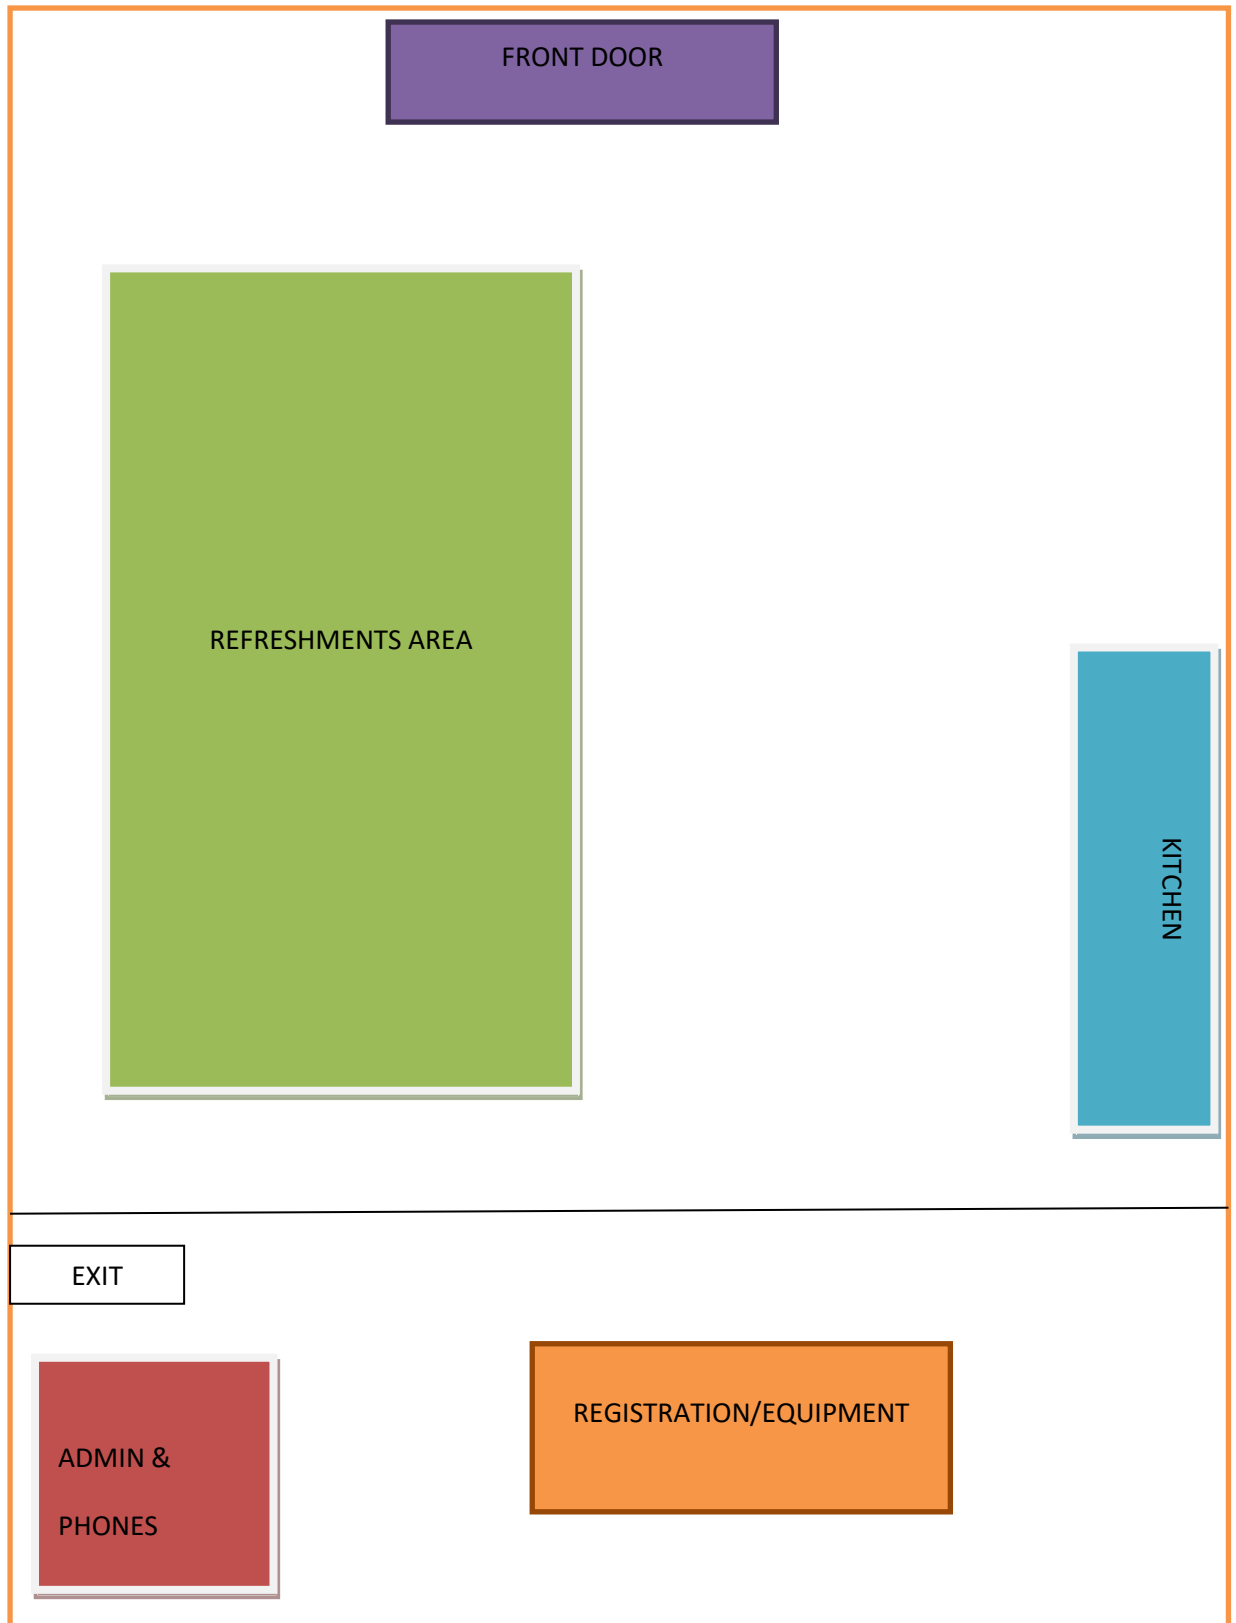 FRONT DOOR
REFRESHMENTS AREA
KITCHEN
EXIT
REGISTRATION/EQUIPMENT
ADMIN &
PHONES